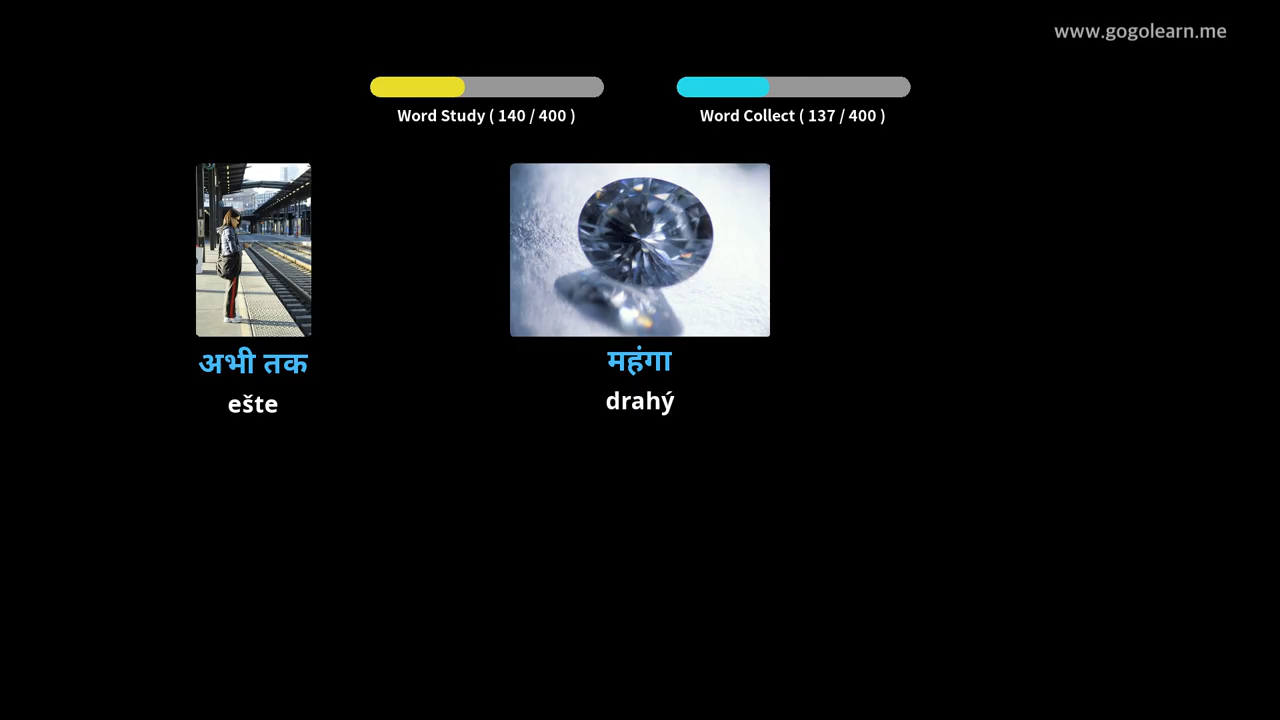 www.gogolearn.me
Word Study ( 140 / 400 )
Word Collect ( 137 / 400 )
अभी तक
ešte
महंगा
drahý